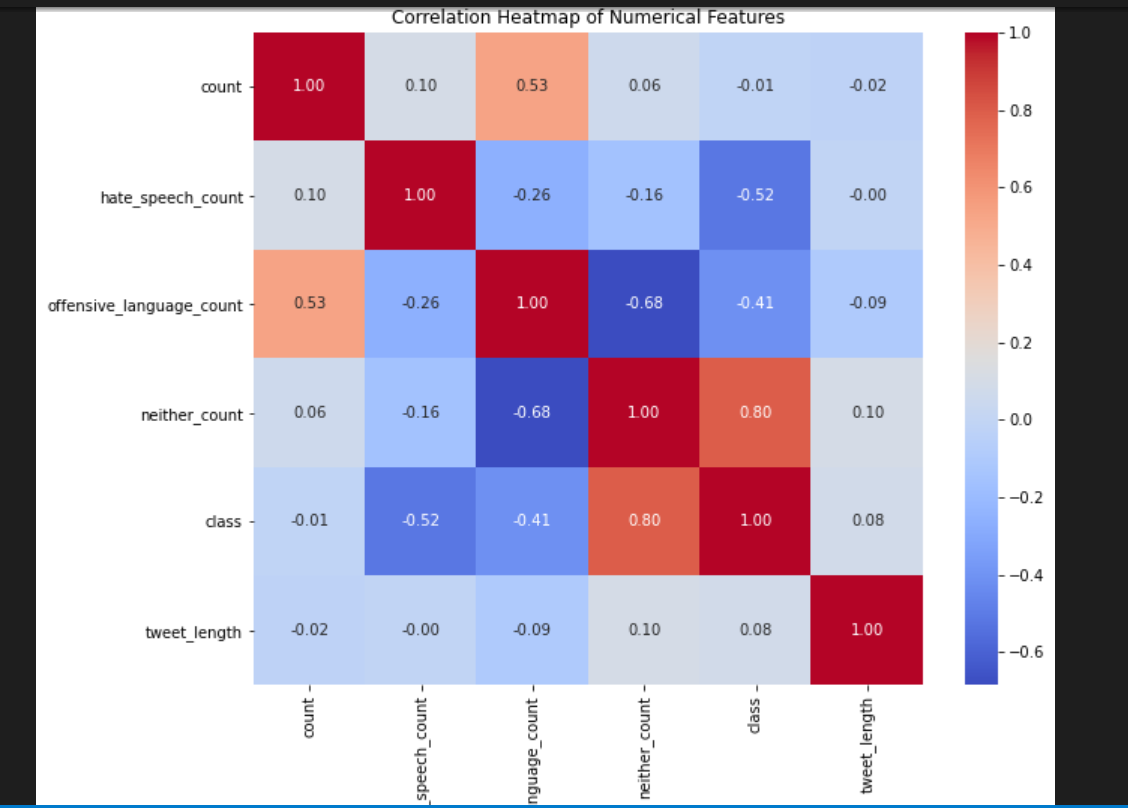 Correlation Heatmap of Numerical Features
count 1.00 0.10 0.53 0.06 -0.01 -0.02
hate_speech_count 0.10 1.00 -0.26 -0.16 -0.52 -0.00
offensive_language_count 0.53 -0.26 1.00 -0.68 -0.41 -0.09
neither_count 0.06 -0.16 -0.68 1.00 0.80 0.10
class -0.01 -0.52 -0.41 0.80 1.00 0.08
tweet_length -0.02 -0.00 -0.09 0.10 0.08 1.00
count
_speech_count
nguage_count
neither_count
class
tweet_length
1.0
0.8
0.6
0.4
0.2
0.0
−0.2
−0.4
−0.6